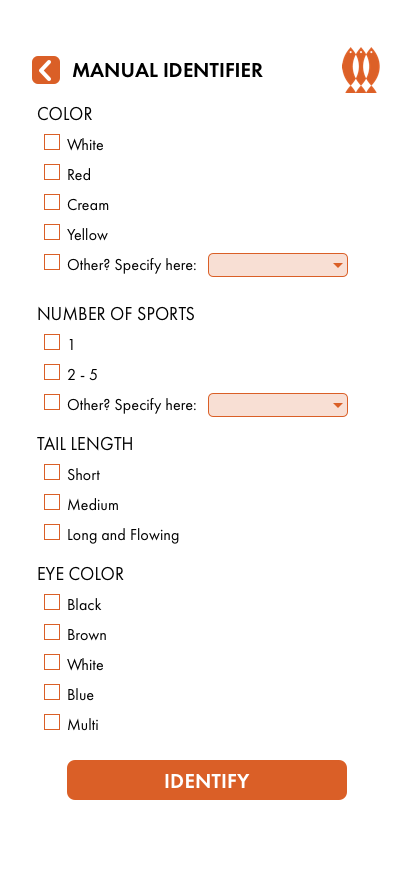 MANUAL IDENTIFIER
COLOR
White
Red
Cream
Yellow
Other? Specify here:
NUMBER OF SPORTS
1
2 - 5
Other? Specify here:
TAIL LENGTH
Short
Medium
Long and Flowing
EYE COLOR
Black
Brown
White
Blue
Multi
IDENTIFY